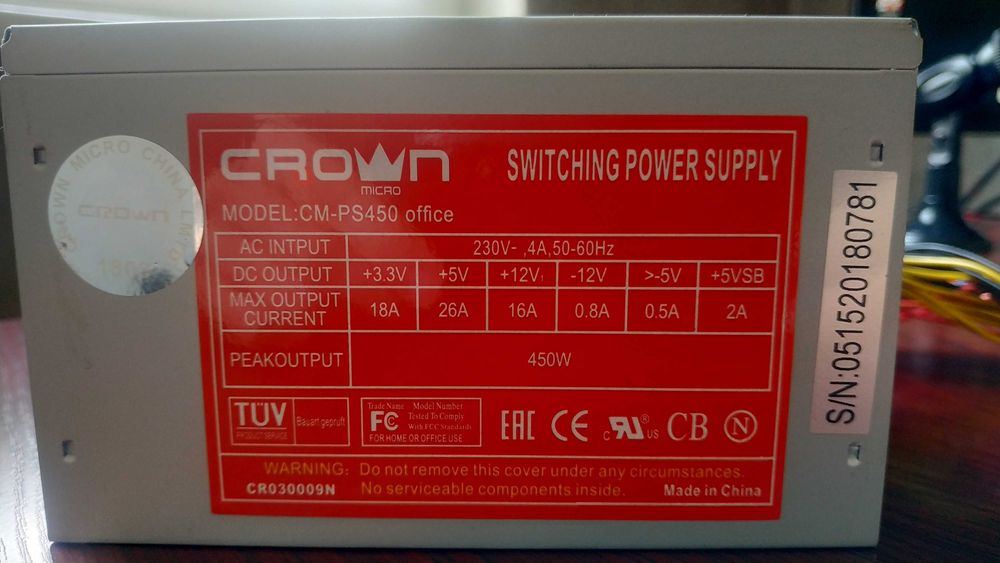 CROWN
MICRO
SWITCHING POWER SUPPLY
MODEL:CM-PS450 office
AC INTPUT 230V~ ,4A,50-60Hz
DC OUTPUT +3.3V +5V +12V -12V >-5V +5VSB
MAX OUTPUT CURRENT 18A 26A 16A 0.8A 0.5A 2A
PEAKOUTPUT 450W
TÜV
PRODUCT SERVICE
Bauart gepruft
Trade Name Model Number
FC Tested To Comply
With FCC Standards
FOR HOME OR OFFICE USE
EAC CE c RU ® US CB N
WARNING: Do not remove this cover under any circumstances.
No serviceable components inside.
CR030009N
Made in China
S/N:051520180781
CROWN MICRO CHINA
CROWN